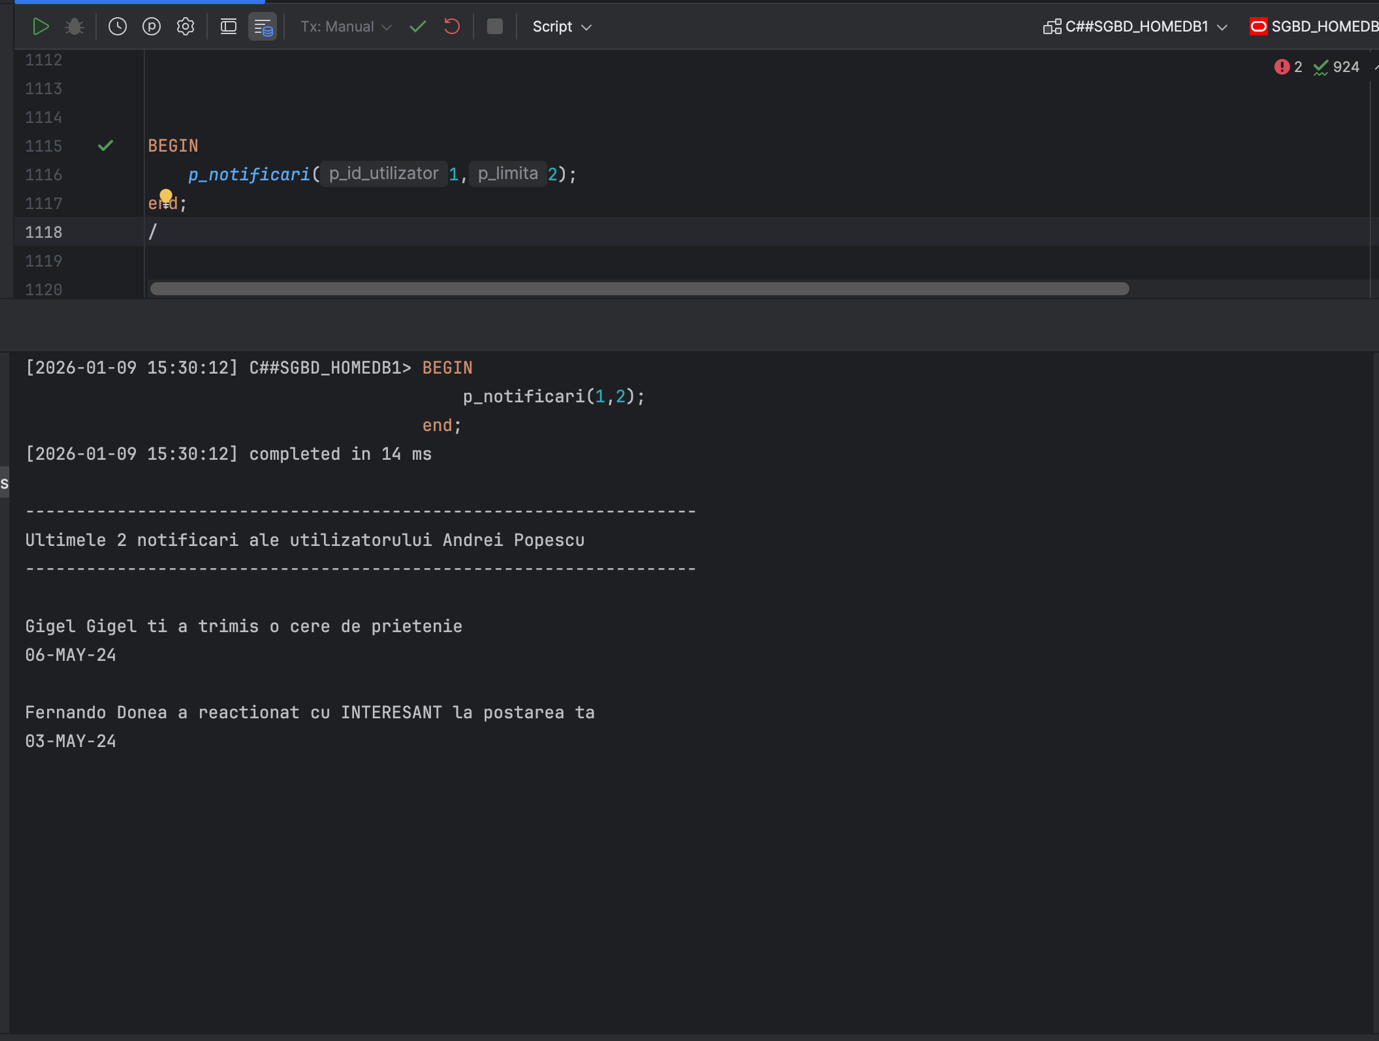 Tx: Manual Script C##SGBD_HOMEDB1 SGBD_HOMEDB
2 924
1112
1113
1114
1115 BEGIN
1116 p_notificari( p_id_utilizator 1, p_limita 2);
1117 end;
1118 /
1119
1120
[2026-01-09 15:30:12] C##SGBD_HOMEDB1> BEGIN
p_notificari(1,2);
end;
[2026-01-09 15:30:12] completed in 14 ms
s
------------------------------------------------------------------
Ultimele 2 notificari ale utilizatorului Andrei Popescu
------------------------------------------------------------------
Gigel Gigel ti a trimis o cere de prietenie
06-MAY-24
Fernando Donea a reactionat cu INTERESANT la postarea ta
03-MAY-24